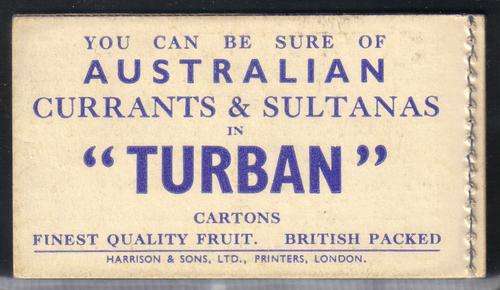 YOU CAN BE SURE OF
AUSTRALIAN
CURRANTS & SULTANAS
IN
“TURBAN”
CARTONS
FINEST QUALITY FRUIT. BRITISH PACKED
HARRISON & SONS, LTD., PRINTERS, LONDON.